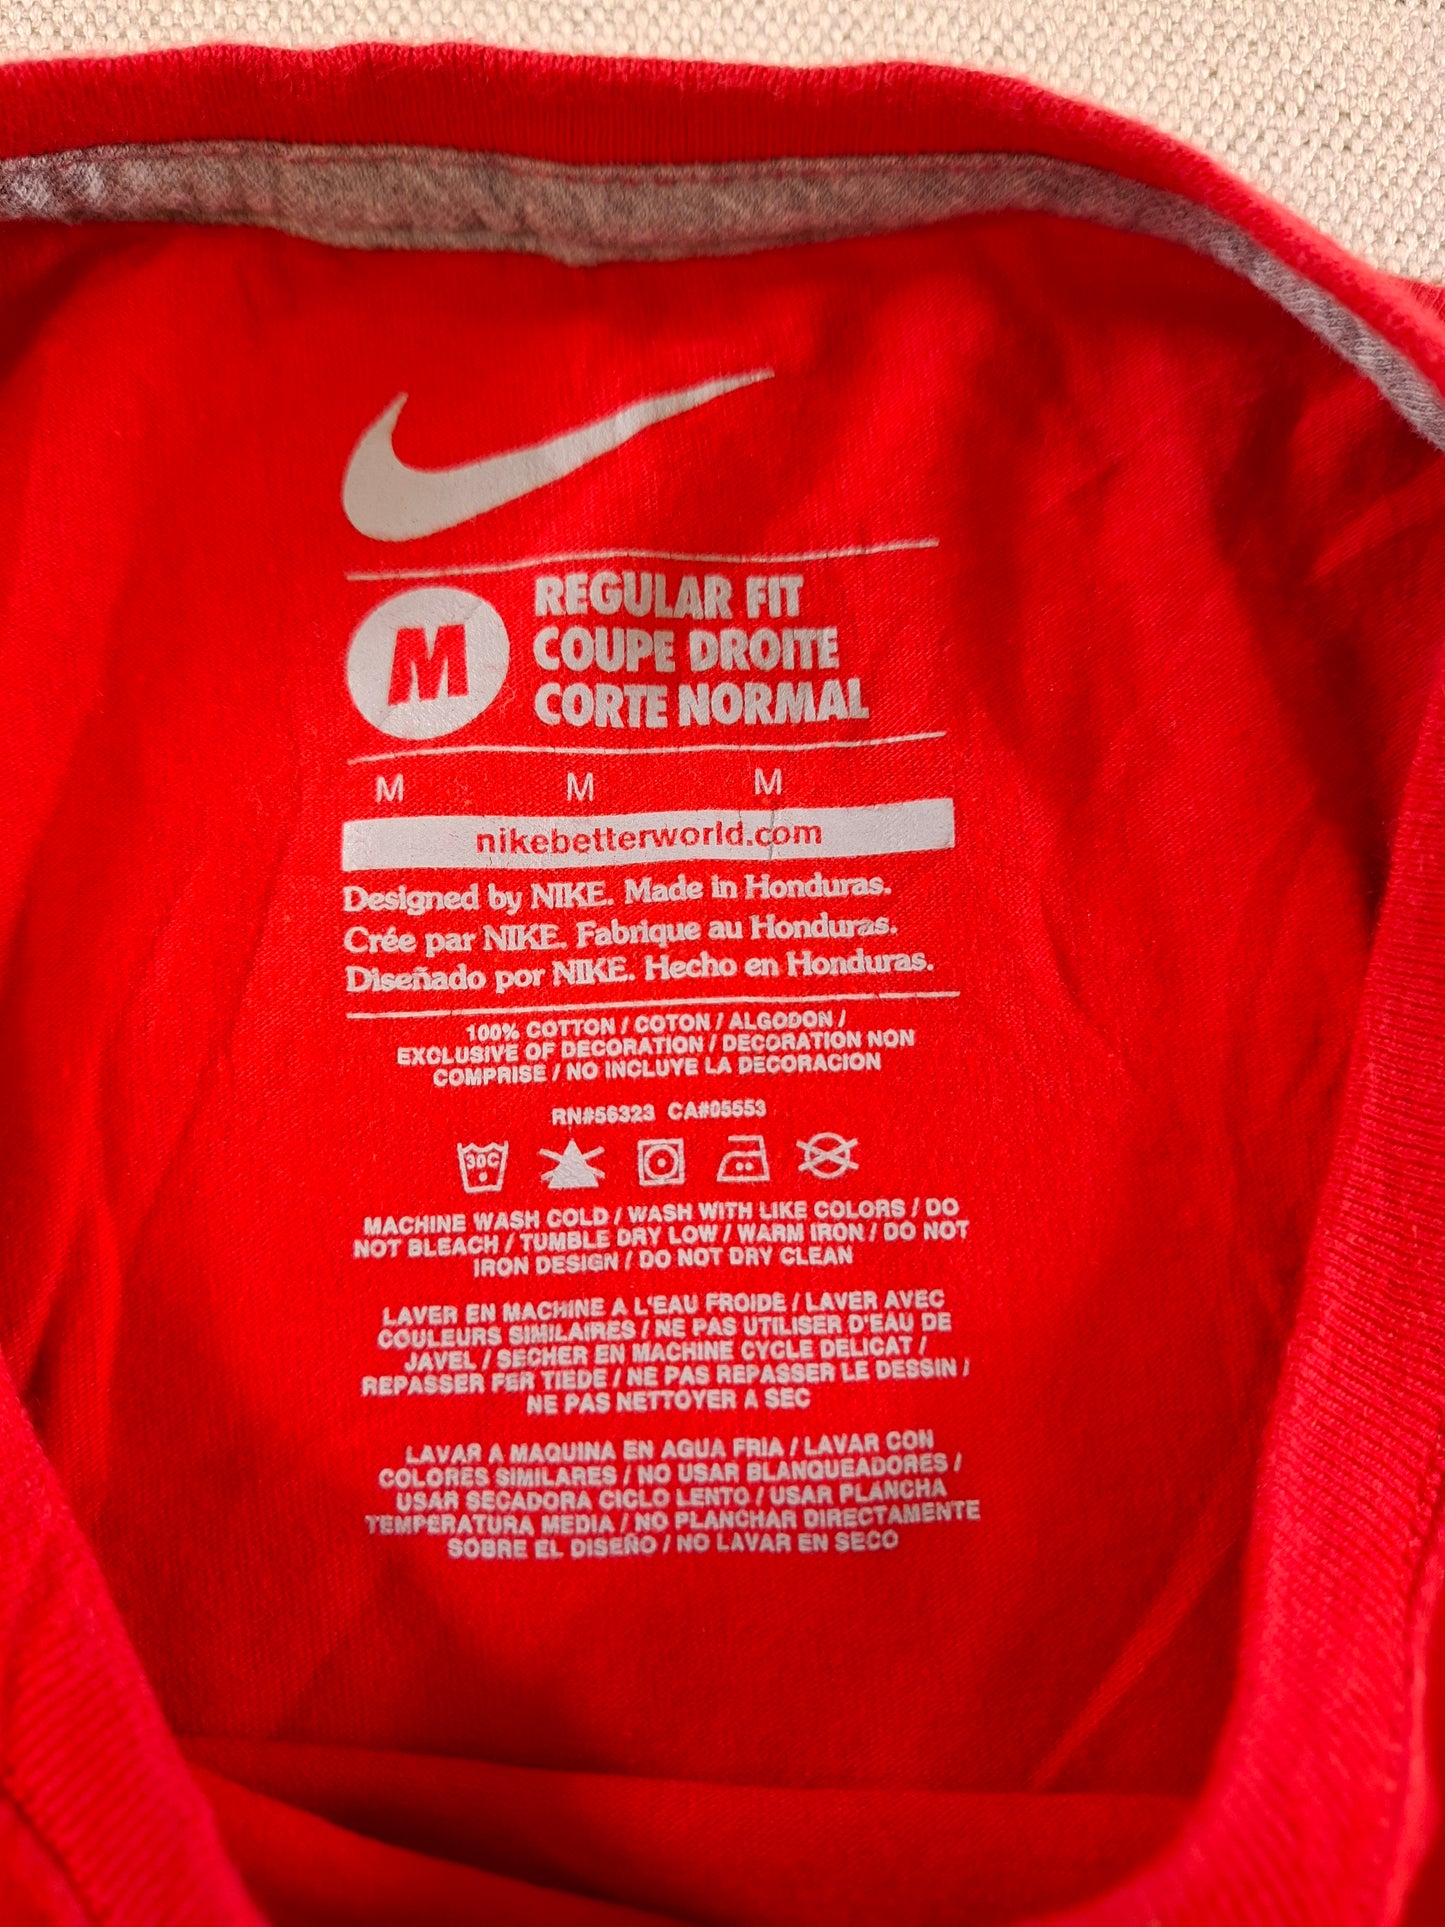 M
REGULAR FIT
COUPE DROITE
CORTE NORMAL
M M M
nikebetterworld.com
Designed by NIKE. Made in Honduras.
Crée par NIKE. Fabrique au Honduras.
Diseñado por NIKE. Hecho en Honduras.
100% COTTON / COTON / ALGODON /
EXCLUSIVE OF DECORATION / DECORATION NON
COMPRISE / NO INCLUYE LA DECORACION
RN#56323 CA#05553
30C
MACHINE WASH COLD / WASH WITH LIKE COLORS / DO
NOT BLEACH / TUMBLE DRY LOW / WARM IRON / DO NOT
IRON DESIGN / DO NOT DRY CLEAN
LAVER EN MACHINE A L'EAU FROIDE / LAVER AVEC
COULEURS SIMILAIRES / NE PAS UTILISER D'EAU DE
JAVEL / SECHER EN MACHINE CYCLE DELICAT /
REPASSER FER TIEDE / NE PAS REPASSER LE DESSIN /
NE PAS NETTOYER A SEC
LAVAR A MAQUINA EN AGUA FRIA / LAVAR CON
COLORES SIMILARES / NO USAR BLANQUEADORES /
USAR SECADORA CICLO LENTO / USAR PLANCHA
TEMPERATURA MEDIA / NO PLANCHAR DIRECTAMENTE
SOBRE EL DISEÑO / NO LAVAR EN SECO